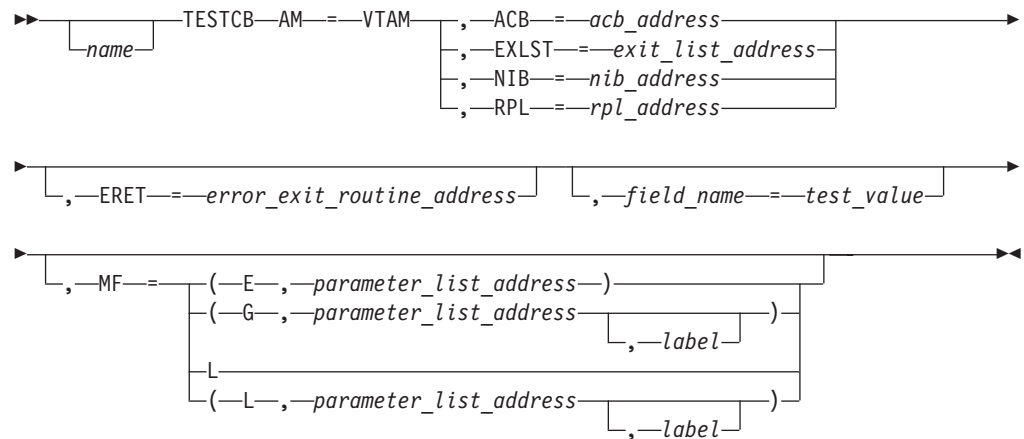 TESTCB AM = VTAM , ACB = acb_address
name , EXLST = exit_list_address
, NIB = nib_address
, RPL = rpl_address
, ERET = error_exit_routine_address , field_name = test_value
, MF = ( E , parameter_list_address )
( G , parameter_list_address )
, label
L
( L , parameter_list_address )
, label